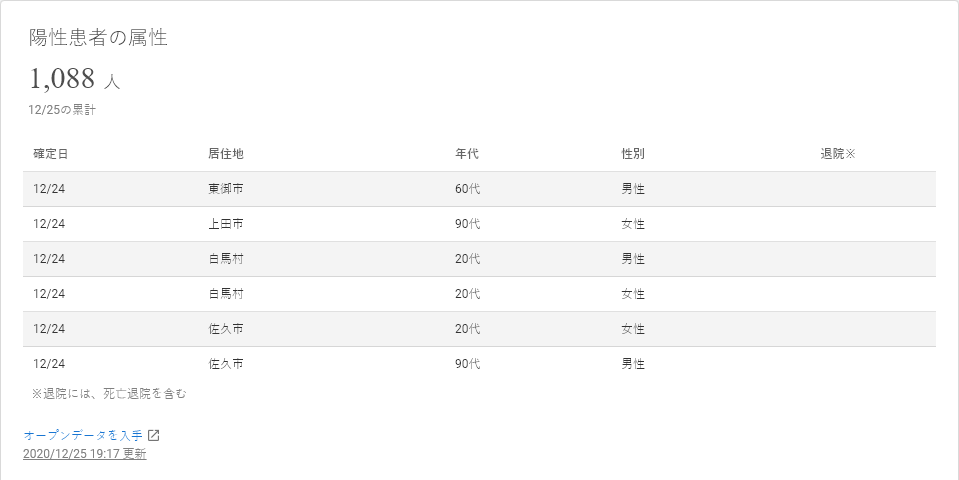 陽性患者の属性
1,088 人
12/25の累計
確定日 居住地 年代 性別 退院※
12/24 東御市 60代 男性
12/24 上田市 90代 女性
12/24 白馬村 20代 男性
12/24 白馬村 20代 女性
12/24 佐久市 20代 女性
12/24 佐久市 90代 男性
※退院には、死亡退院を含む
オープンデータを入手
2020/12/25 19:17 更新